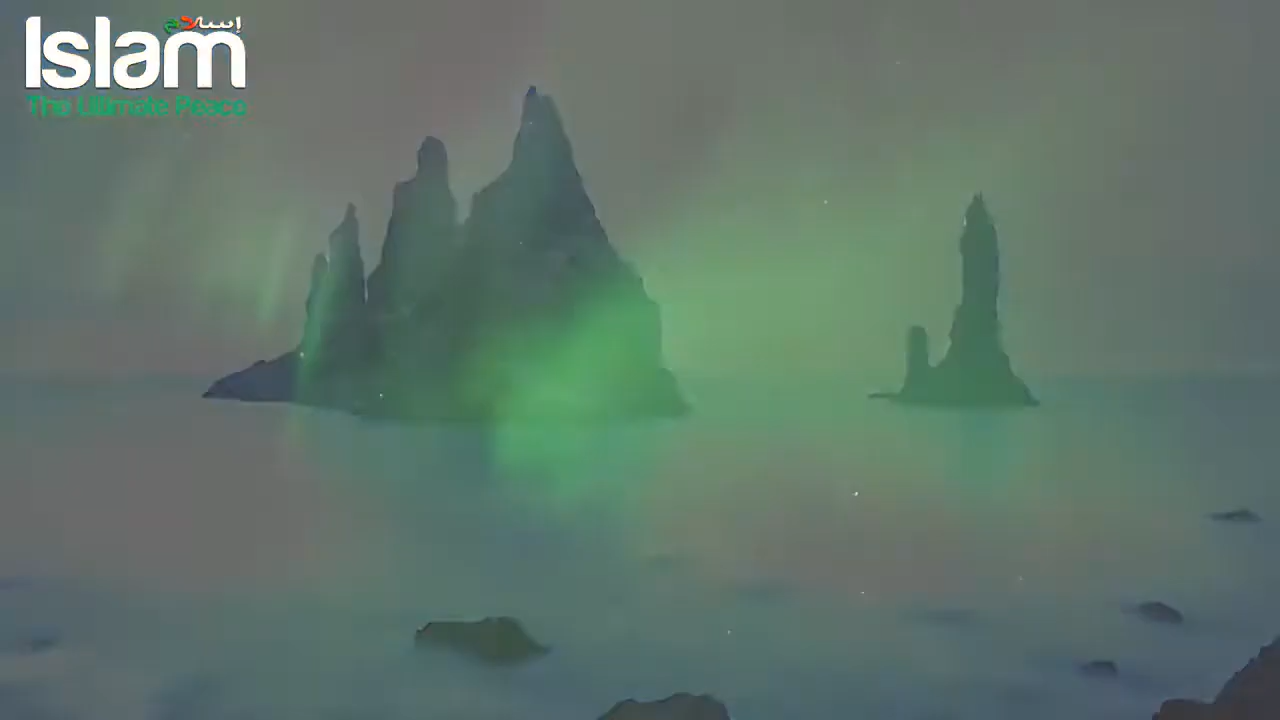 إسلام
Islam
The Ultimate Peace